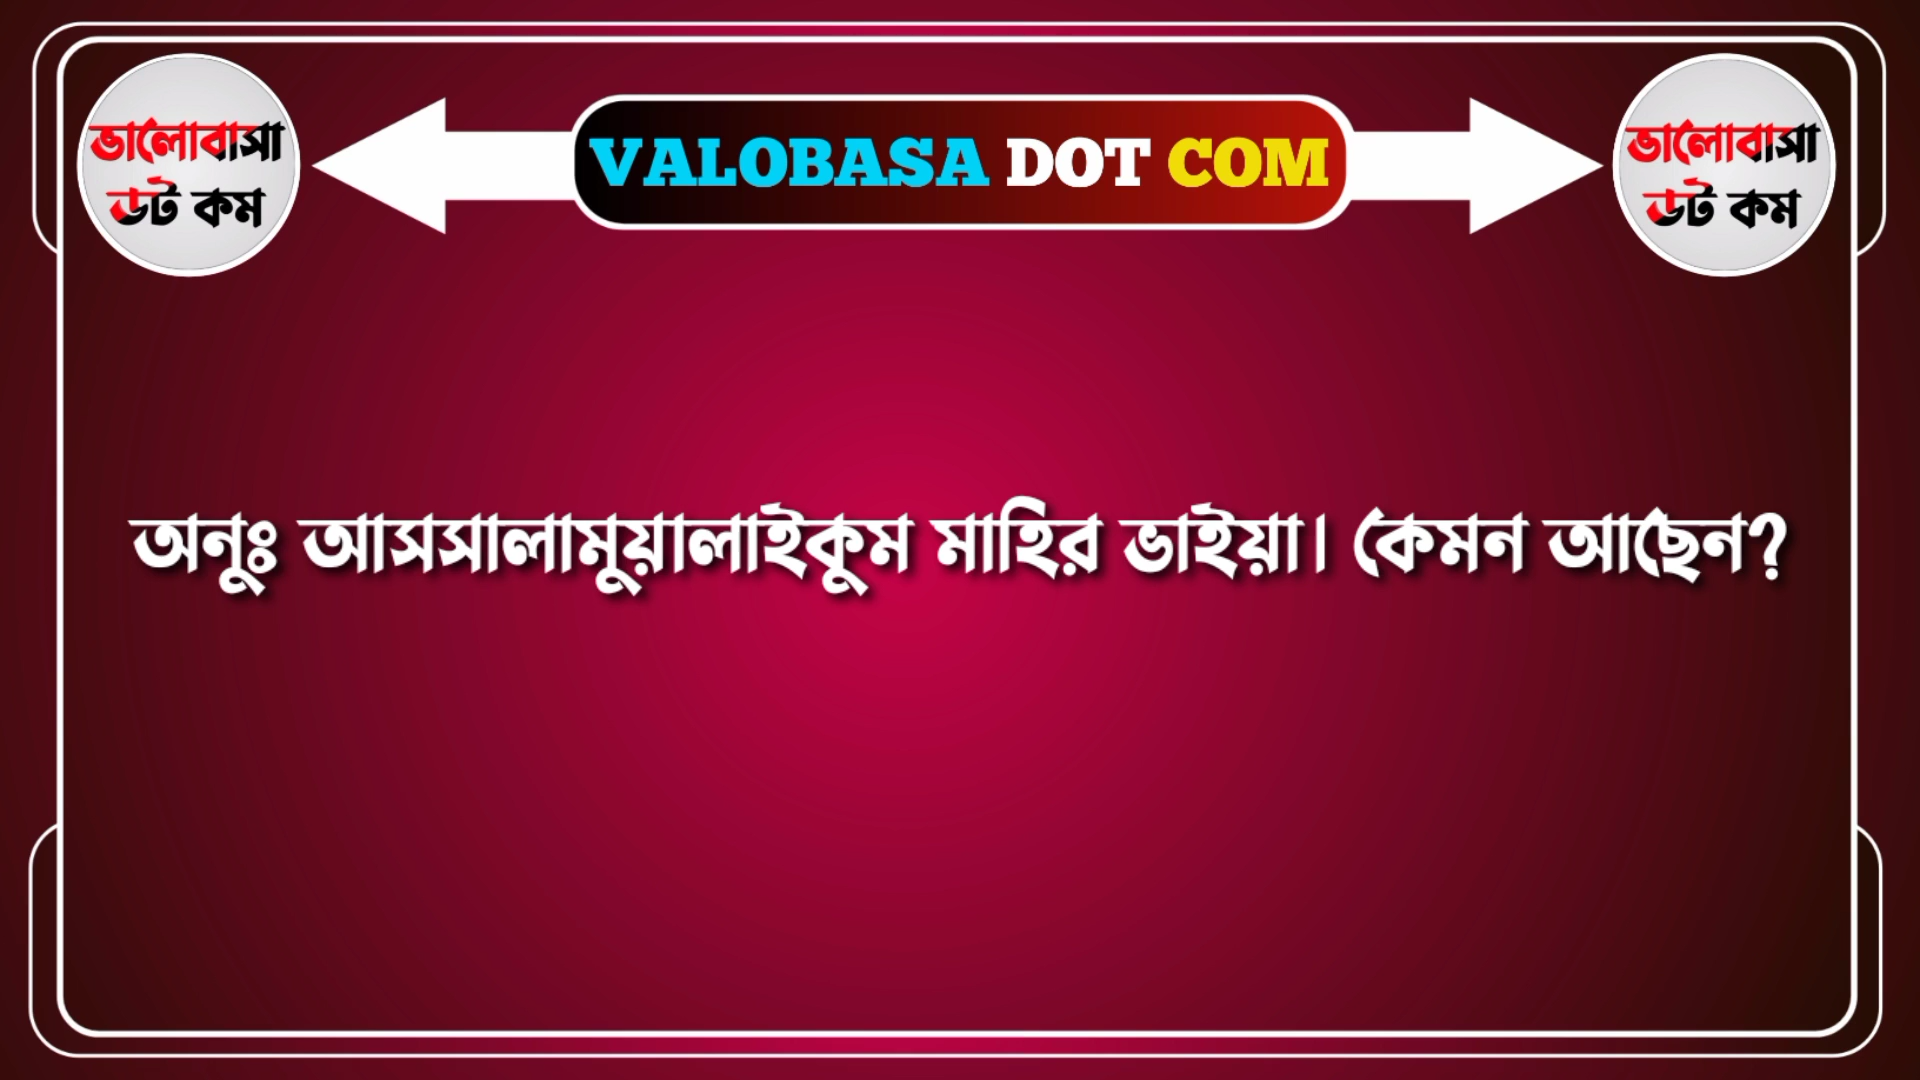 ভালোবাসা
ডট কম
VALOBASA DOT COM
ভালোবাসা
ডট কম
অনুঃ আসসালামুয়ালাইকুম মাহির ভাইয়া। কেমন আছেন?